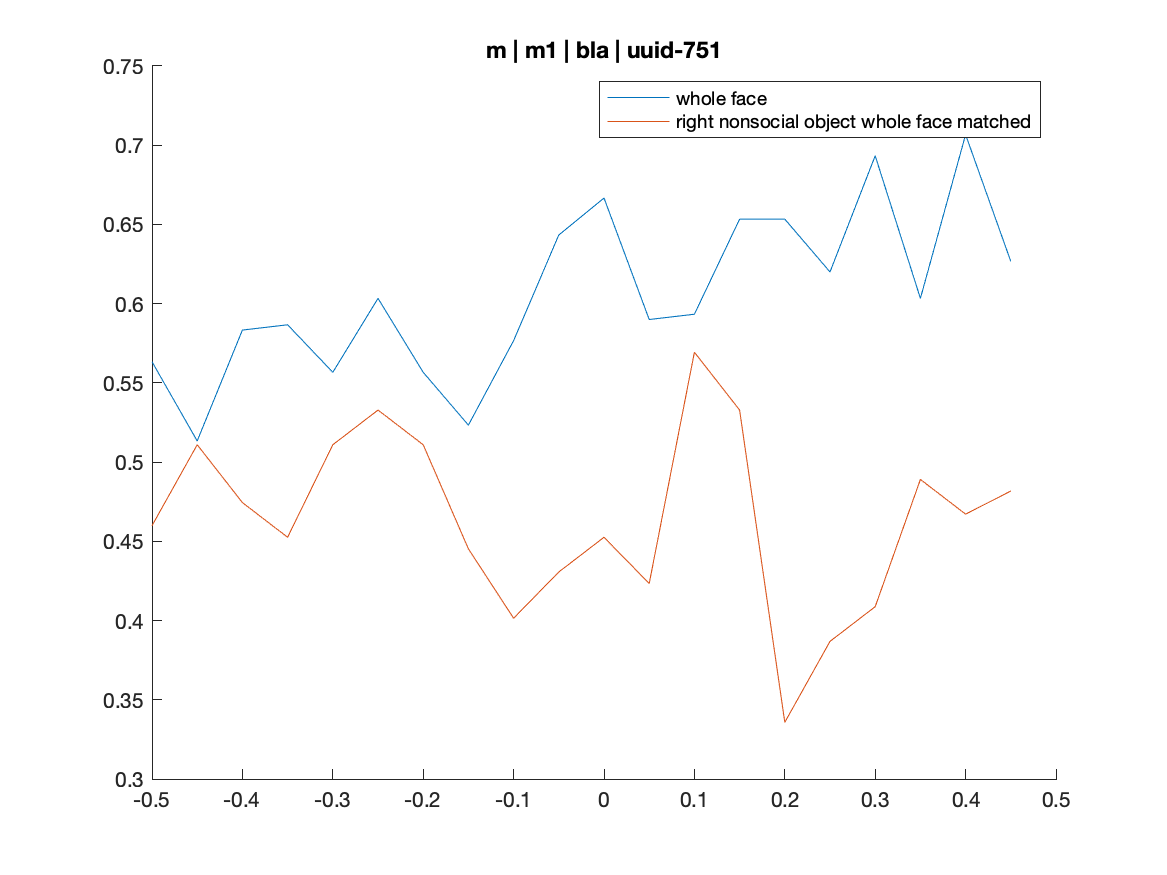 m | m1 | bla | uuid-751
0.75
whole face
right nonsocial object whole face matched
0.7
0.65
0.6
0.55
0.5
0.45
0.4
0.35
0.3
-0.5 -0.4 -0.3 -0.2 -0.1 0 0.1 0.2 0.3 0.4 0.5